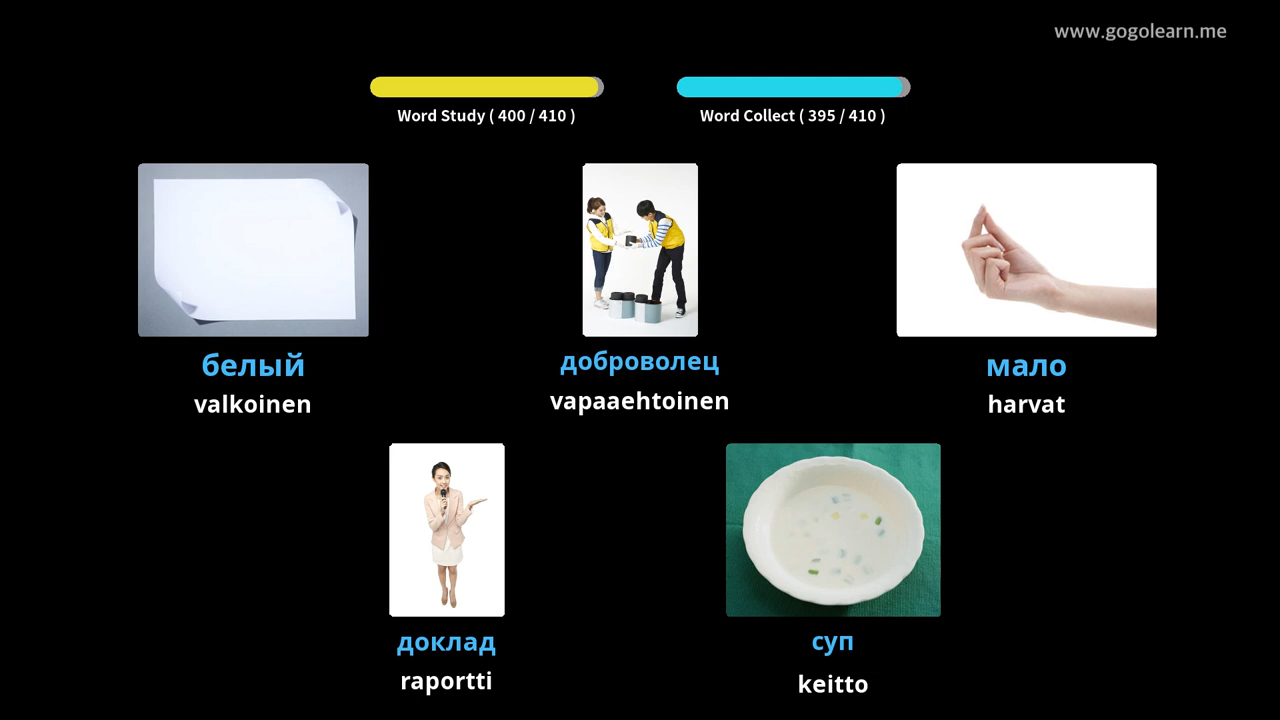 www.gogolearn.me
Word Study ( 400 / 410 )
Word Collect ( 395 / 410 )
белый
valkoinen
доброволец
vapaaehtoinen
мало
harvat
доклад
raportti
суп
keitto